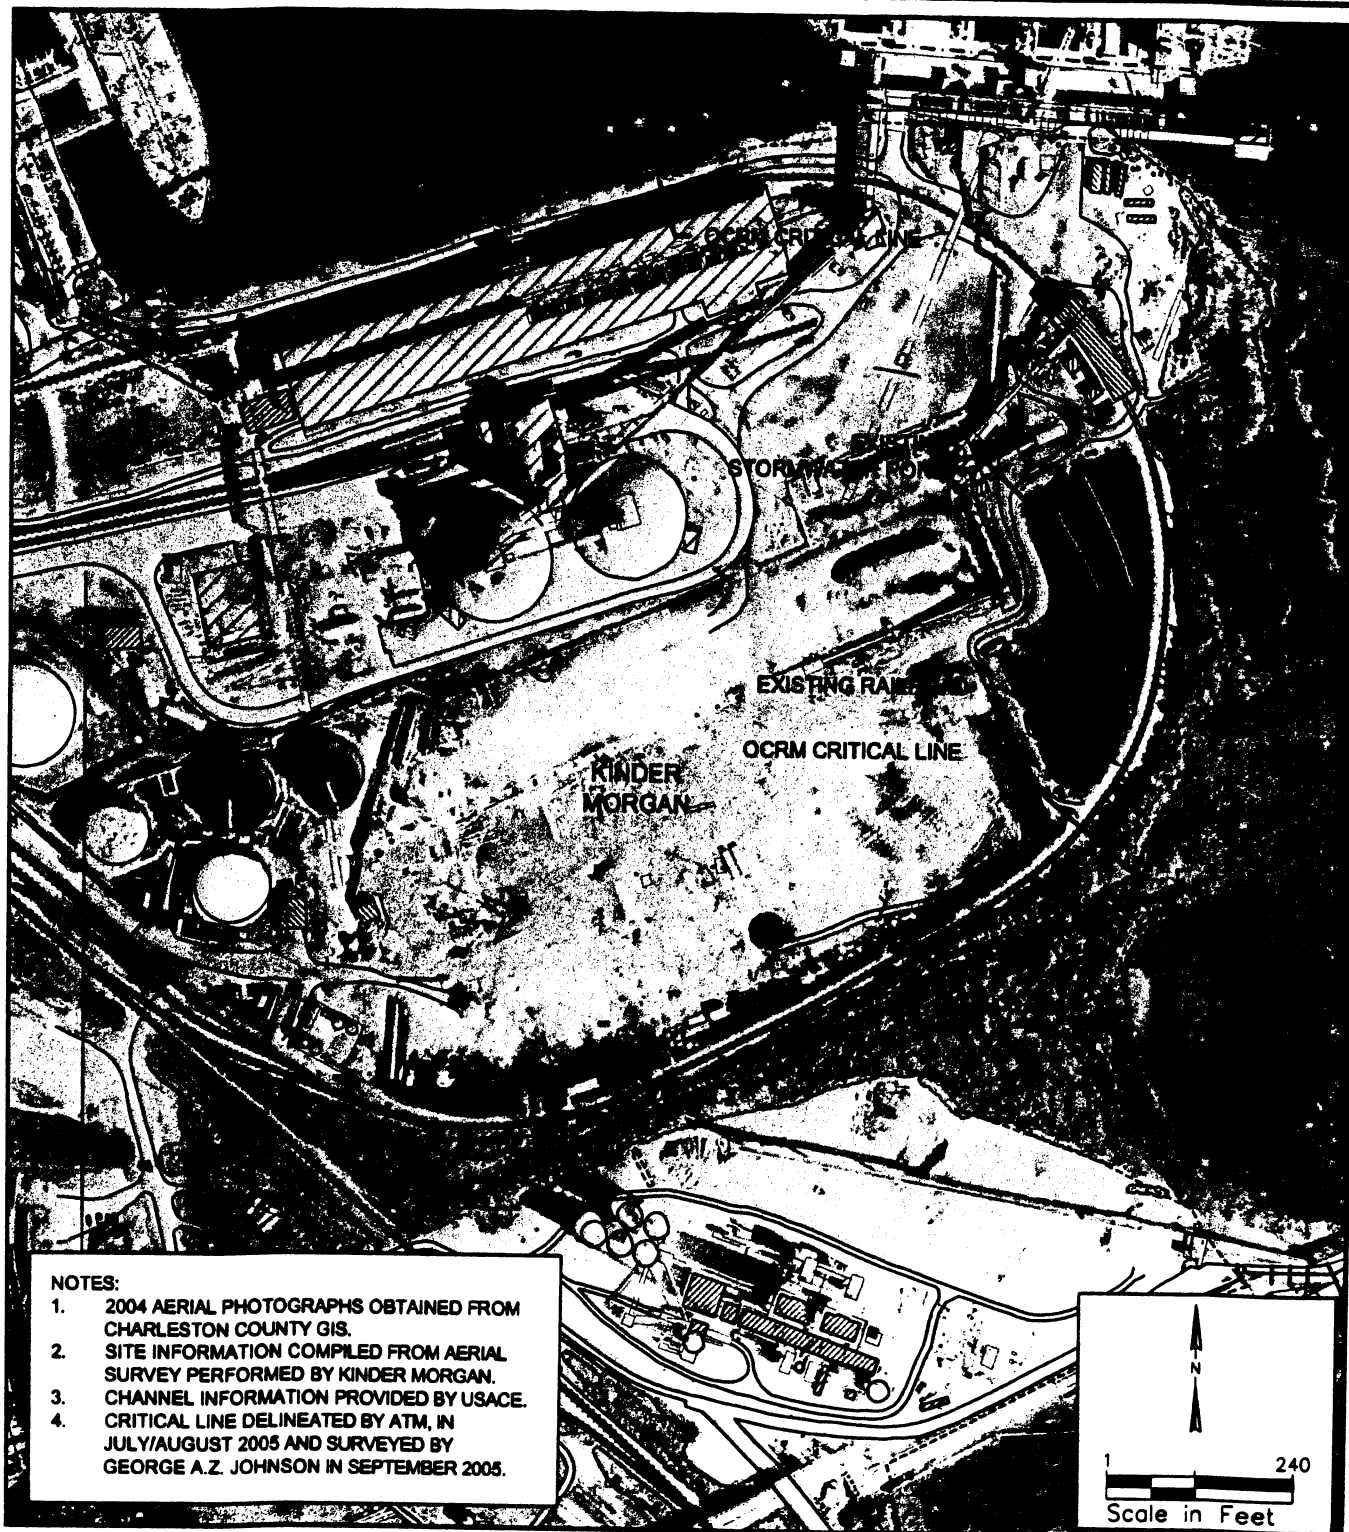 OCRM CRITICAL LINE
STORMWATER
EXISTING
OCRM CRITICAL LINE
KINDER
MORGAN
NOTES:
1. 2004 AERIAL PHOTOGRAPHS OBTAINED FROM
CHARLESTON COUNTY GIS.
2. SITE INFORMATION COMPILED FROM AERIAL
SURVEY PERFORMED BY KINDER MORGAN.
3. CHANNEL INFORMATION PROVIDED BY USACE.
4. CRITICAL LINE DELINEATED BY ATM, IN
JULY/AUGUST 2005 AND SURVEYED BY
GEORGE A.Z. JOHNSON IN SEPTEMBER 2005.
N
1 240
Scale in Feet